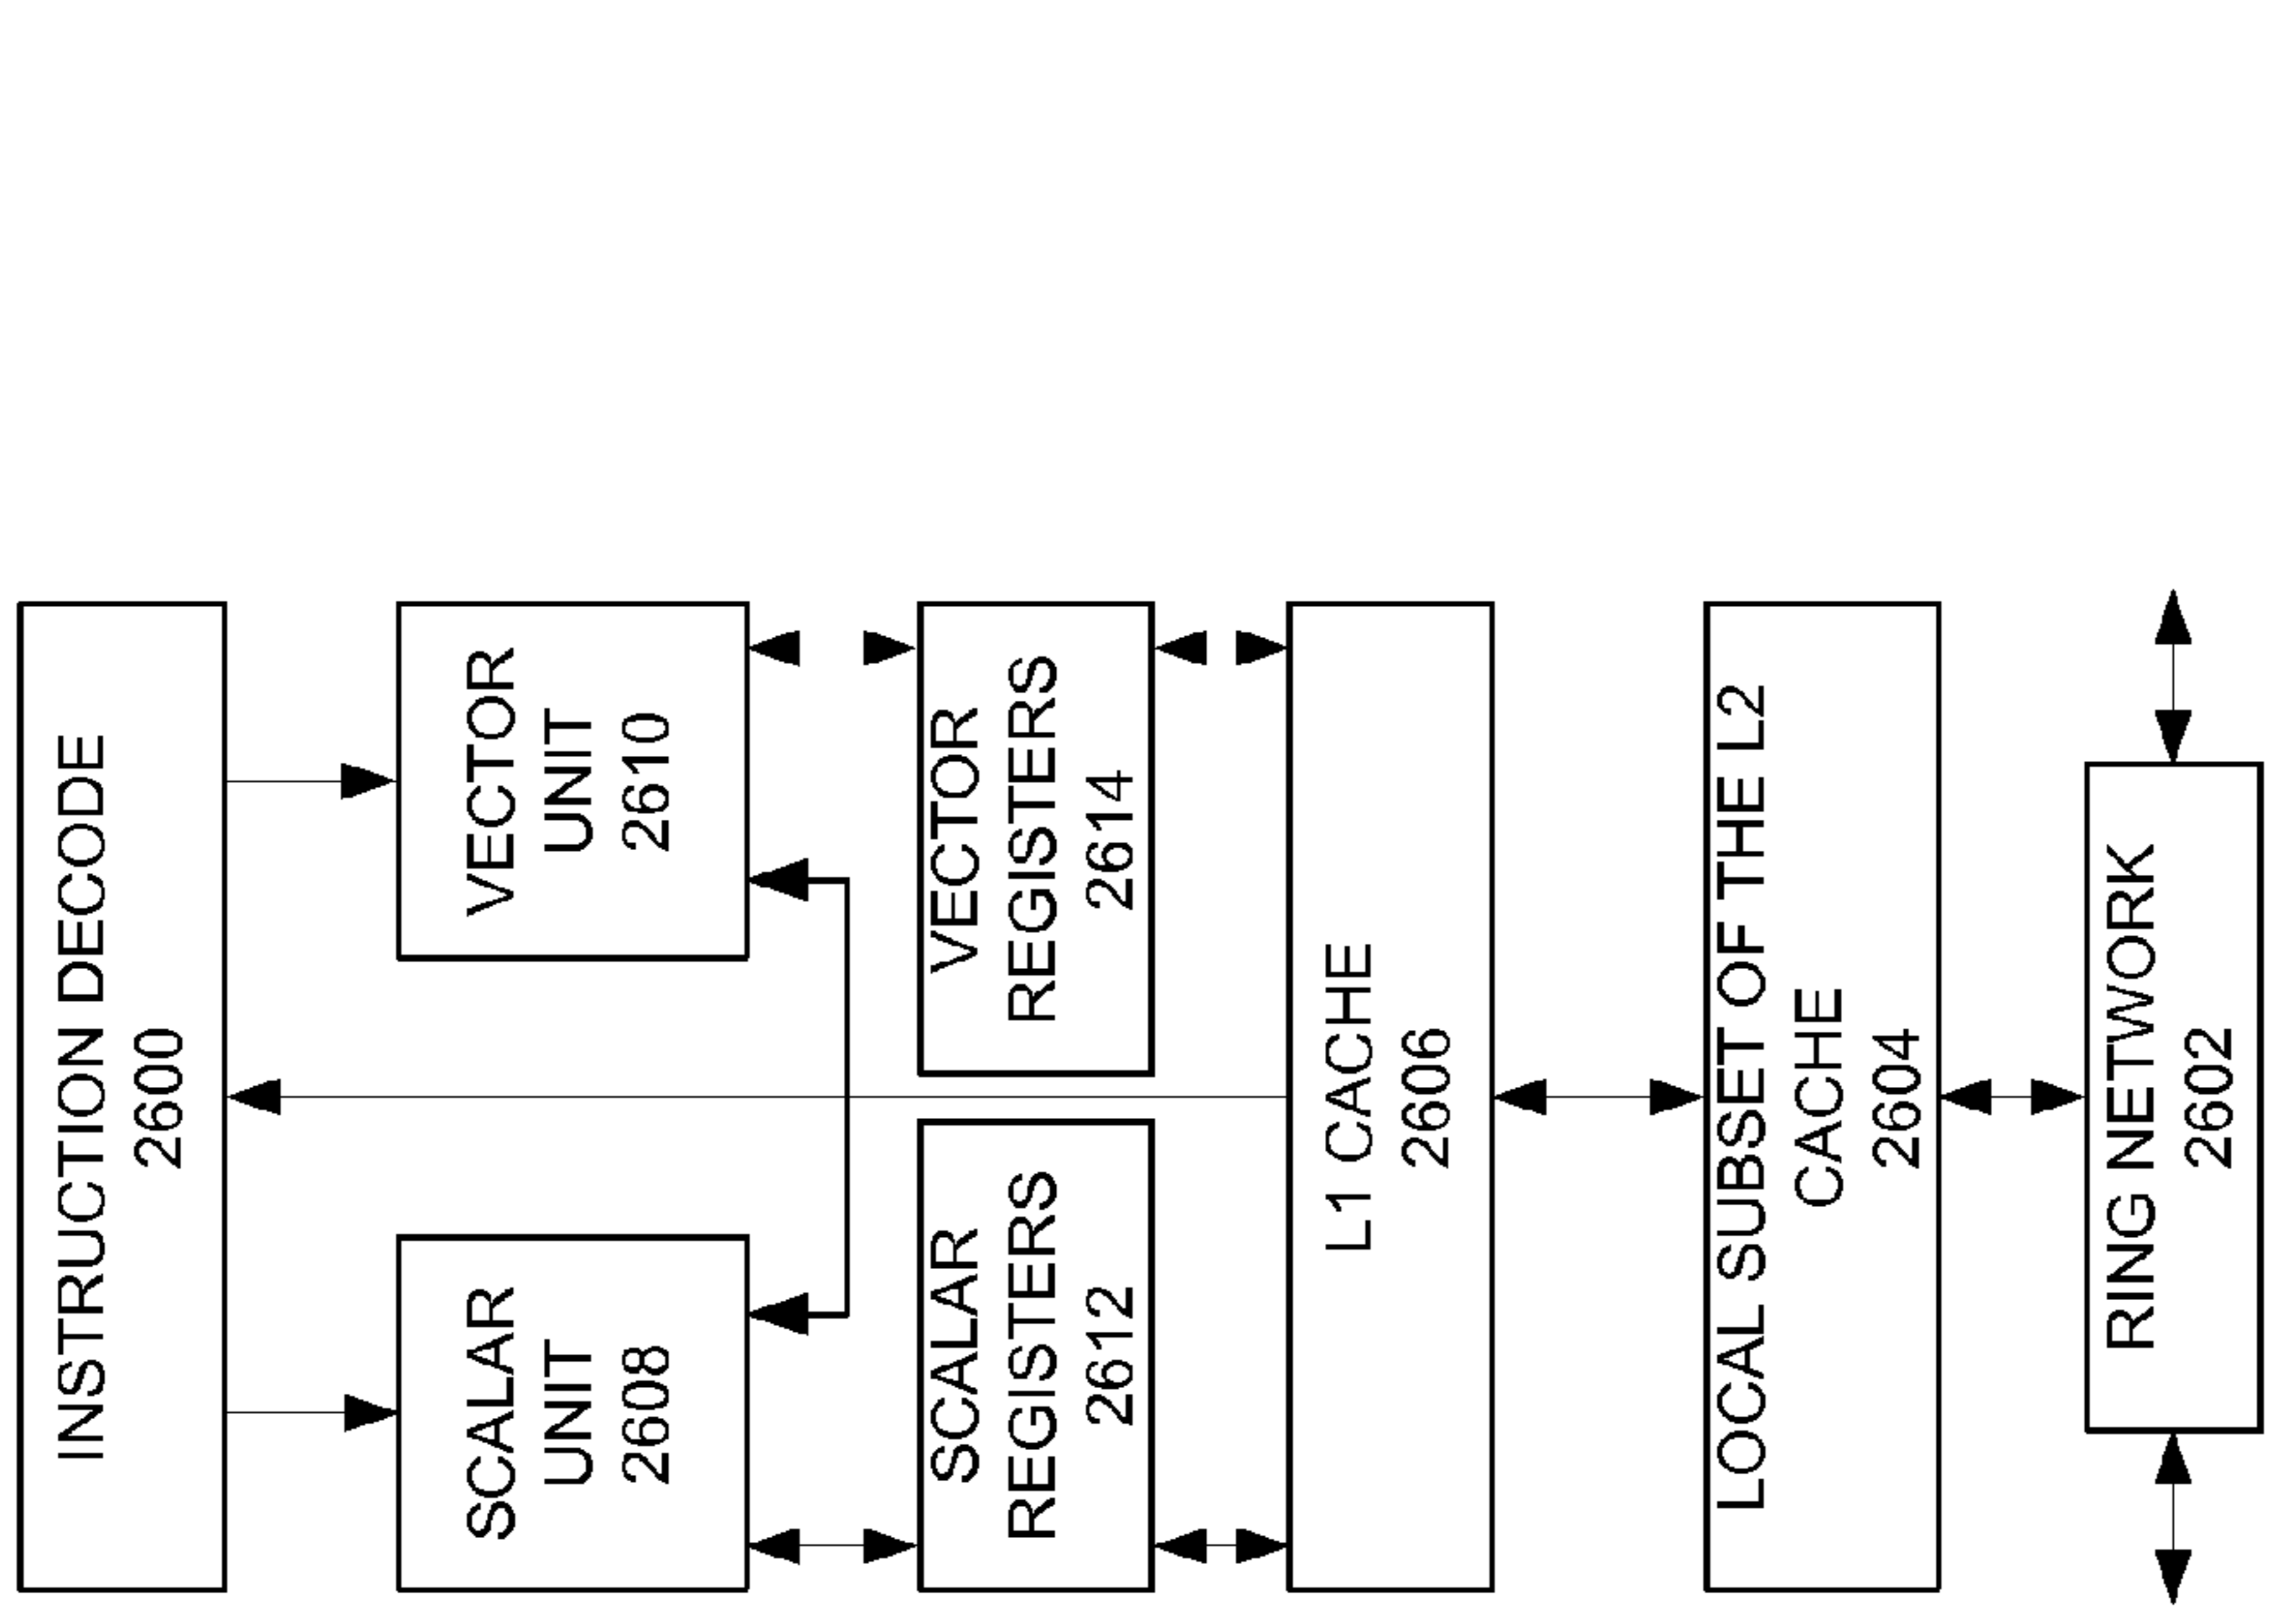 INSTRUCTION DECODE
2600
SCALAR
UNIT
2608
VECTOR
UNIT
2610
SCALAR
REGISTERS
2612
VECTOR
REGISTERS
2614
L1 CACHE
2606
LOCAL SUBSET OF THE L2
CACHE
2604
RING NETWORK
2602